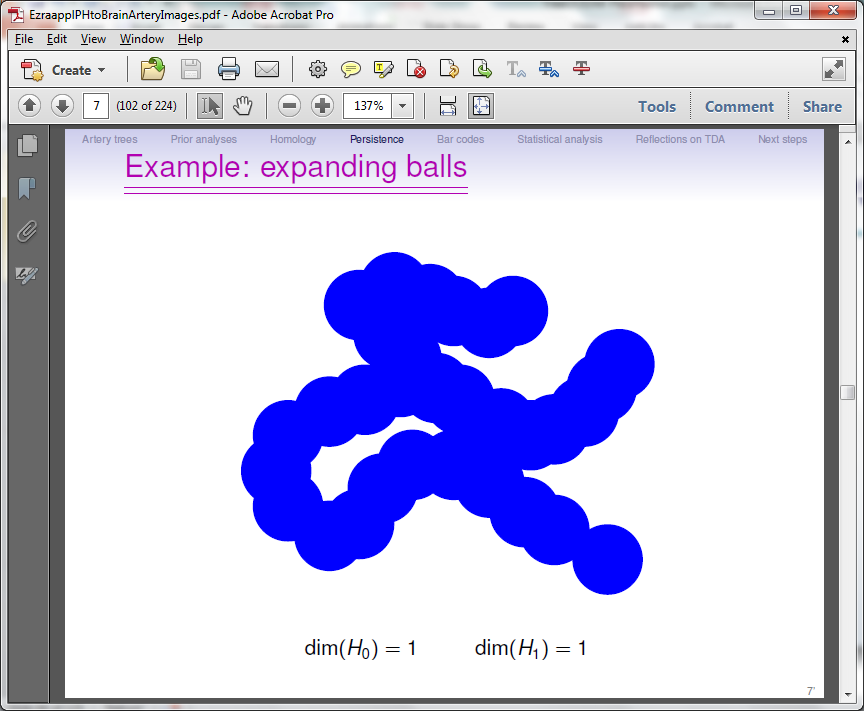 EzraapplPHtoBrainArteryImages.pdf - Adobe Acrobat Pro
File Edit View Window Help
Create
7 (102 of 224) 137% Tools Comment Share
Artery trees Prior analyses Homology Persistence Bar codes Statistical analysis Reflections on TDA Next steps
Example: expanding balls
dim(H₀) = 1 dim(H₁) = 1
7'